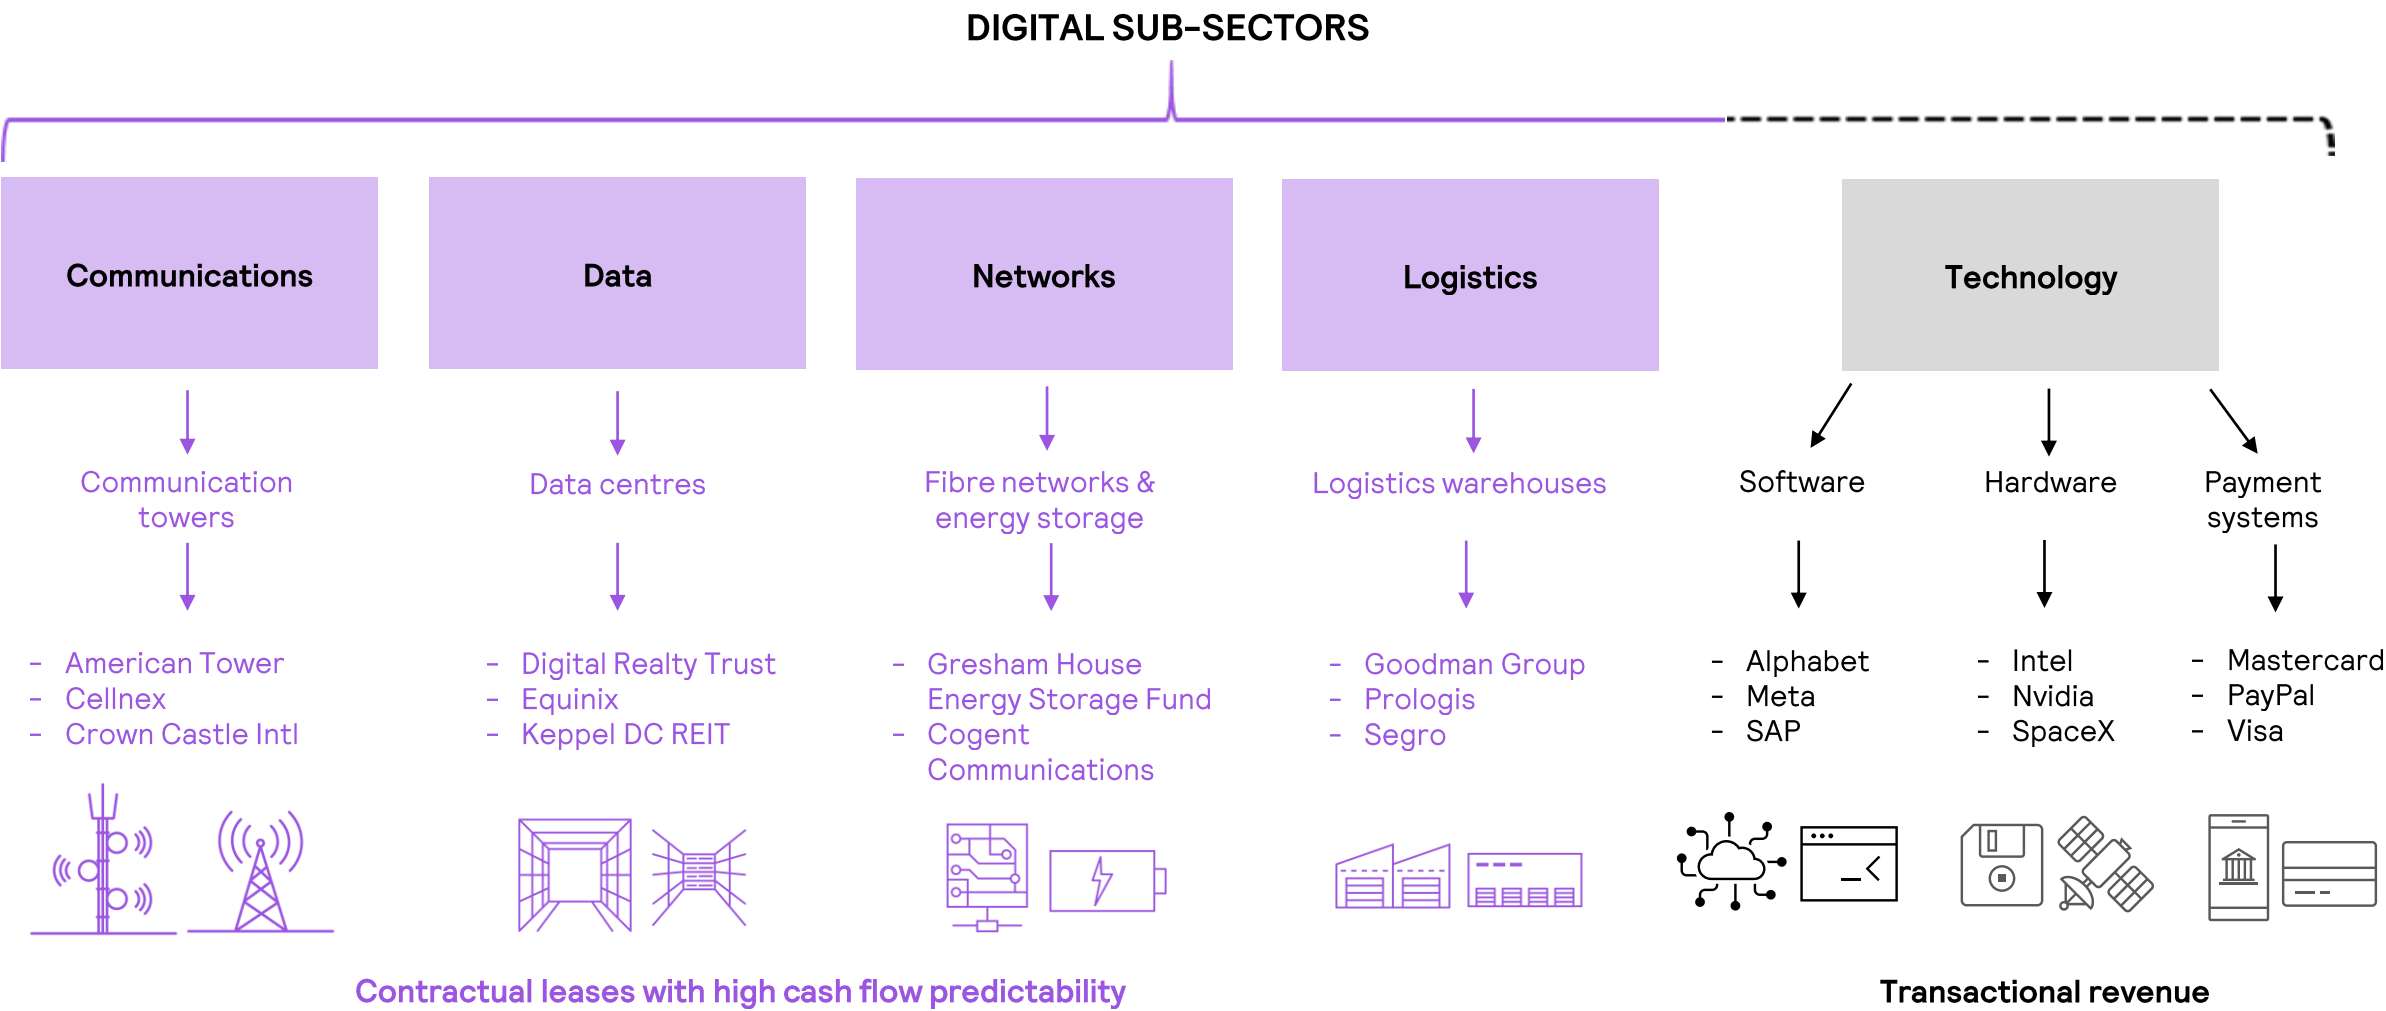 DIGITAL SUB-SECTORS
Communications
Data
Networks
Logistics
Technology
Communication
towers
Data centres
Fibre networks &
energy storage
Logistics warehouses
Software
Hardware
Payment
systems
- American Tower
- Cellnex
- Crown Castle Intl
- Digital Realty Trust
- Equinix
- Keppel DC REIT
- Gresham House
Energy Storage Fund
- Cogent
Communications
- Goodman Group
- Prologis
- Segro
- Alphabet
- Meta
- SAP
- Intel
- Nvidia
- SpaceX
- Mastercard
- PayPal
- Visa
Contractual leases with high cash flow predictability
Transactional revenue